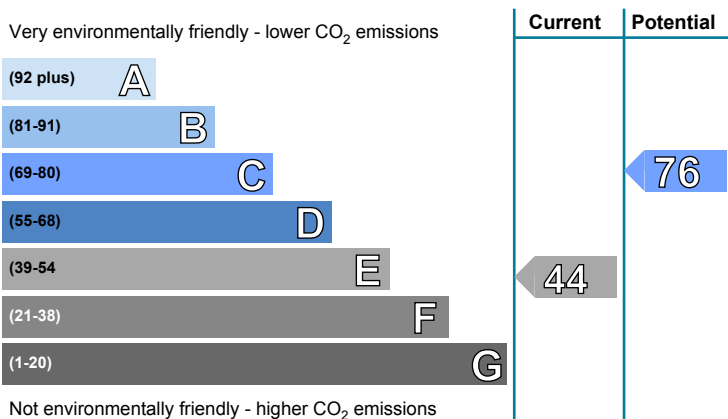 Very environmentally friendly - lower CO2 emissions
Current
Potential
(92 plus) A
(81-91) B
(69-80) C
76
(55-68) D
(39-54 E
44
(21-38) F
(1-20) G
Not environmentally friendly - higher CO2 emissions